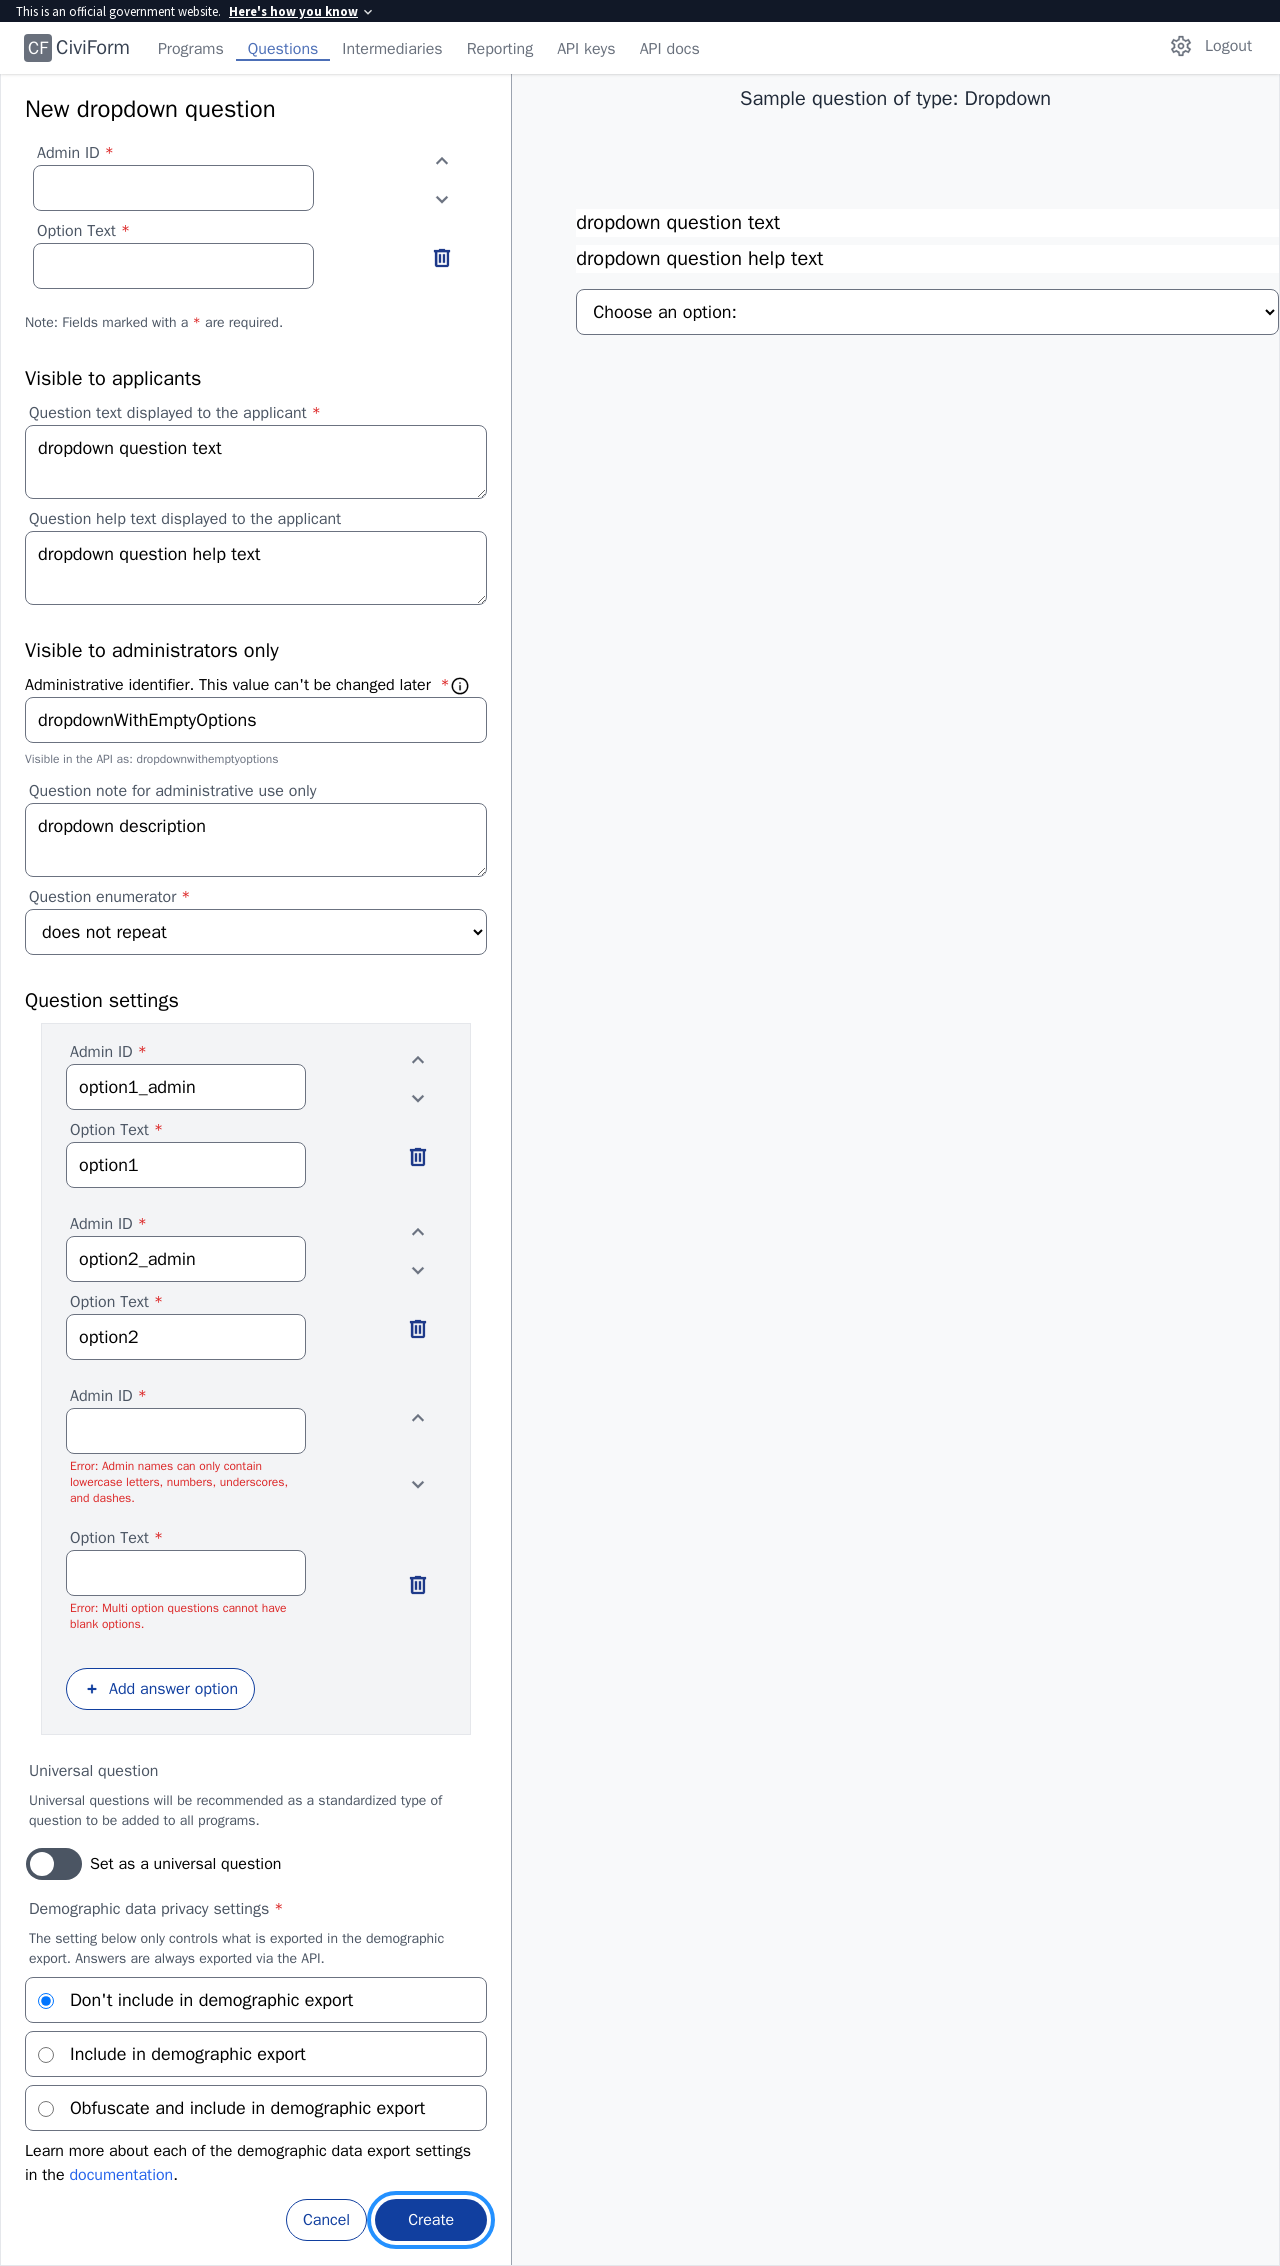 This is an official government website. Here's how you know
CF CiviForm Programs Questions Intermediaries Reporting API keys API docs Logout
New dropdown question
Admin ID *
Option Text *
Note: Fields marked with a * are required.
Visible to applicants
Question text displayed to the applicant *
dropdown question text
Question help text displayed to the applicant
dropdown question help text
Visible to administrators only
Administrative identifier. This value can't be changed later *
dropdownWithEmptyOptions
Visible in the API as: dropdownwithemptyoptions
Question note for administrative use only
dropdown description
Question enumerator *
does not repeat
Question settings
Admin ID *
option1_admin
Option Text *
option1
Admin ID *
option2_admin
Option Text *
option2
Admin ID *
Error: Admin names can only contain
lowercase letters, numbers, underscores,
and dashes.
Option Text *
Error: Multi option questions cannot have
blank options.
+ Add answer option
Universal question
Universal questions will be recommended as a standardized type of
question to be added to all programs.
Set as a universal question
Demographic data privacy settings *
The setting below only controls what is exported in the demographic
export. Answers are always exported via the API.
Don't include in demographic export
Include in demographic export
Obfuscate and include in demographic export
Learn more about each of the demographic data export settings
in the documentation.
Cancel Create
Sample question of type: Dropdown
dropdown question text
dropdown question help text
Choose an option: